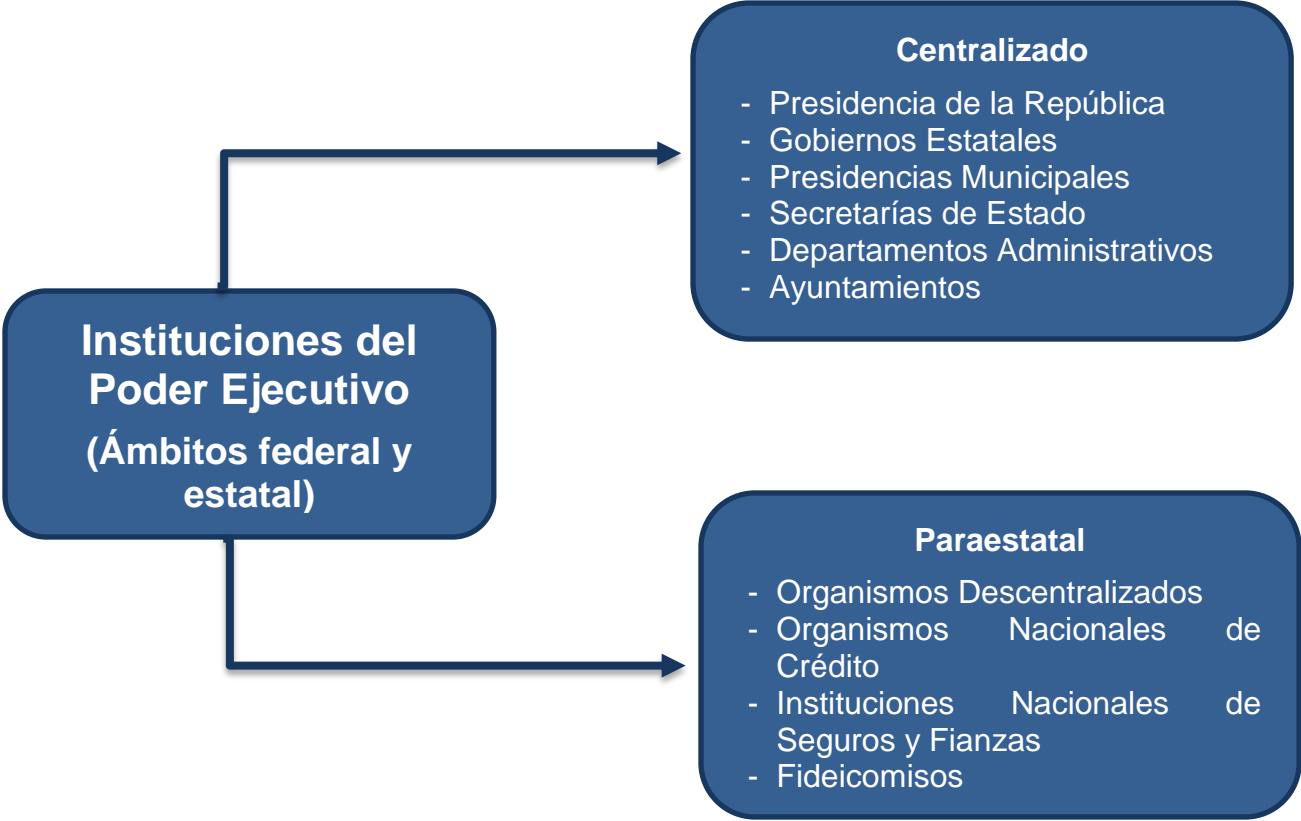 Centralizado
- Presidencia de la República
- Gobiernos Estatales
- Presidencias Municipales
- Secretarías de Estado
- Departamentos Administrativos
- Ayuntamientos
Instituciones del
Poder Ejecutivo
(Ámbitos federal y
estatal)
Paraestatal
- Organismos Descentralizados
- Organismos Nacionales de
Crédito
- Instituciones Nacionales de
Seguros y Fianzas
- Fideicomisos